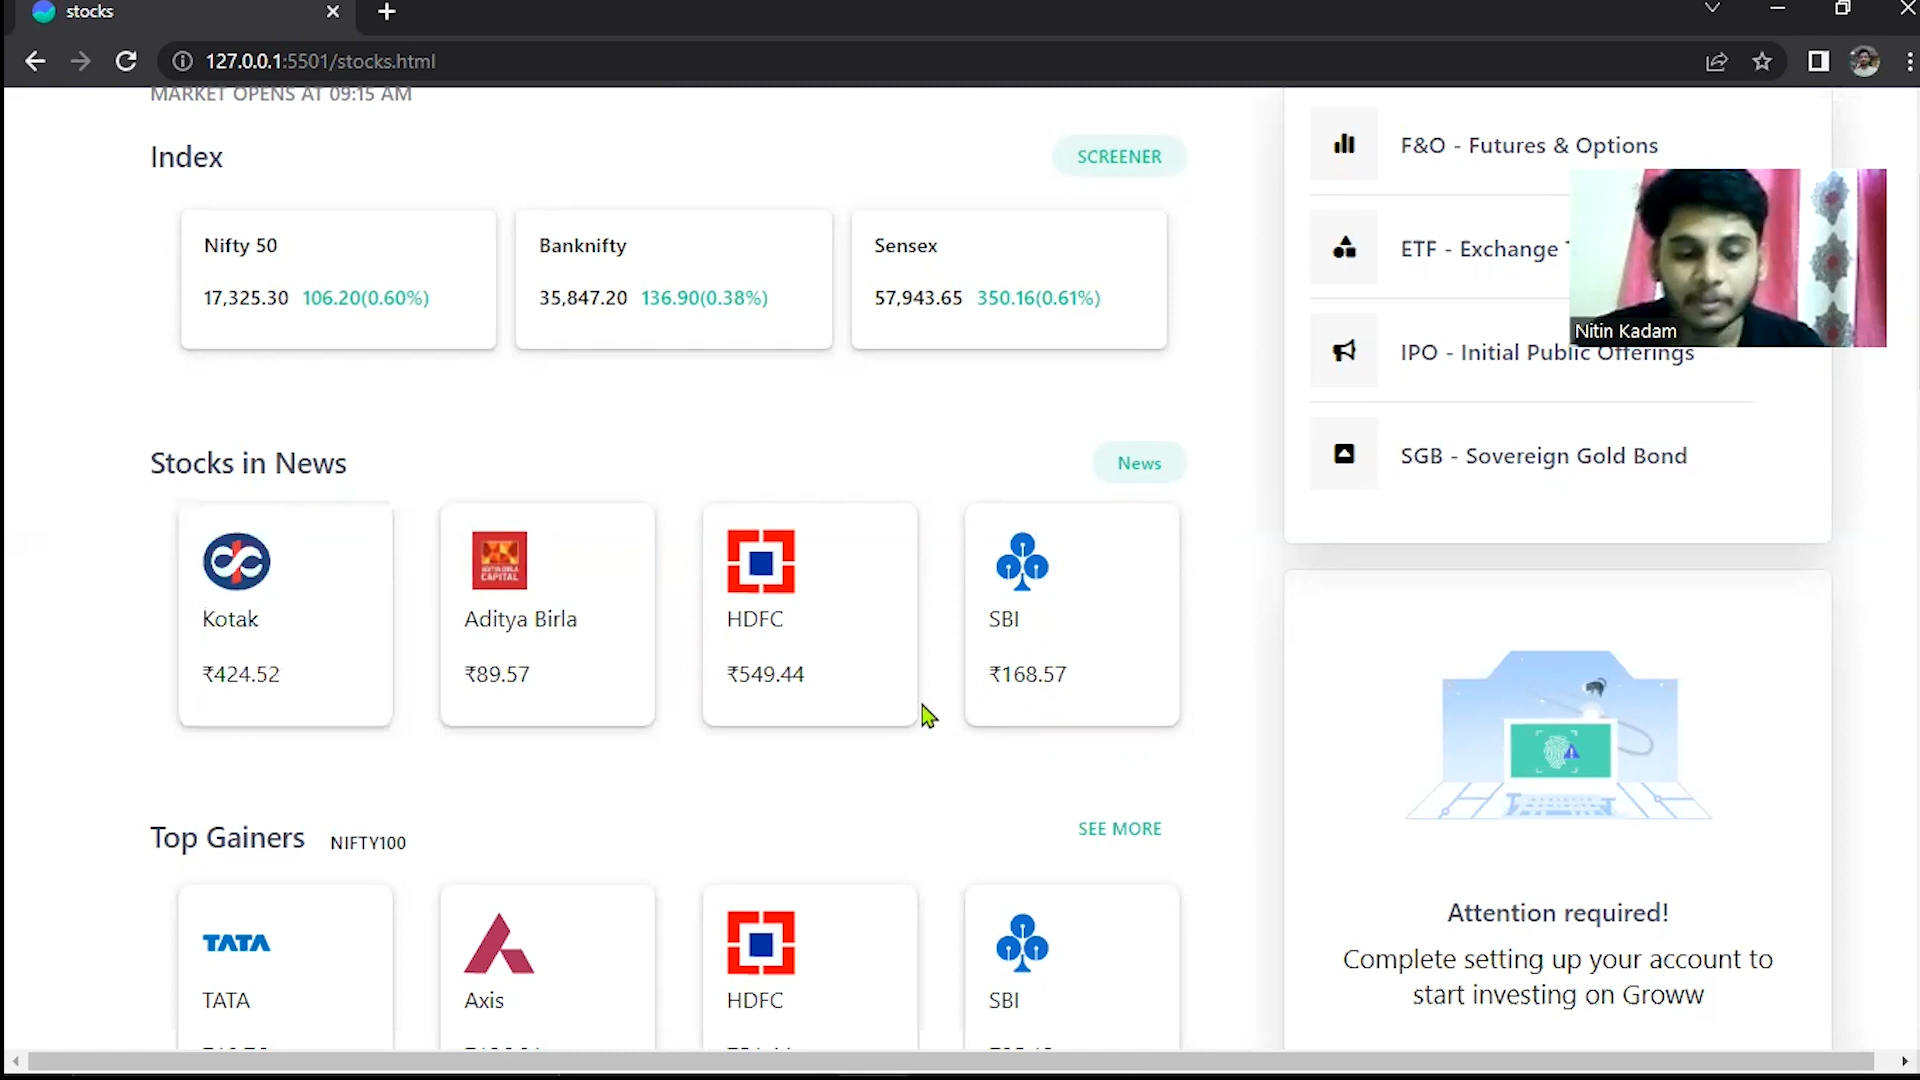 stocks
127.0.0.1:5501/stocks.html
MARKET OPENS AT 09:15 AM
Index
SCREENER
Nifty 50
17,325.30 106.20(0.60%)
Banknifty
35,847.20 136.90(0.38%)
Sensex
57,943.65 350.16(0.61%)
Stocks in News
News
Kotak
₹424.52
ADITYA BIRLA
CAPITAL
Aditya Birla
₹89.57
HDFC
₹549.44
SBI
₹168.57
Top Gainers NIFTY100
SEE MORE
TATA
TATA
Axis
HDFC
SBI
F&O - Futures & Options
ETF - Exchange
Nitin Kadam
IPO - Initial Public Offerings
SGB - Sovereign Gold Bond
Attention required!
Complete setting up your account to
start investing on Groww